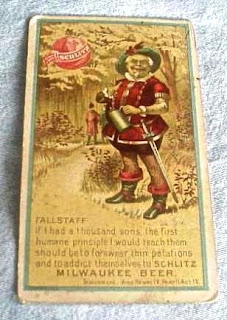 SCHLITZ
FALLSTAFF
if I had a thousand sons, the first
humane principle I would teach them
should be to forswear thin potations
and to addict themselves to SCHLITZ
MILWAUKEE BEER.